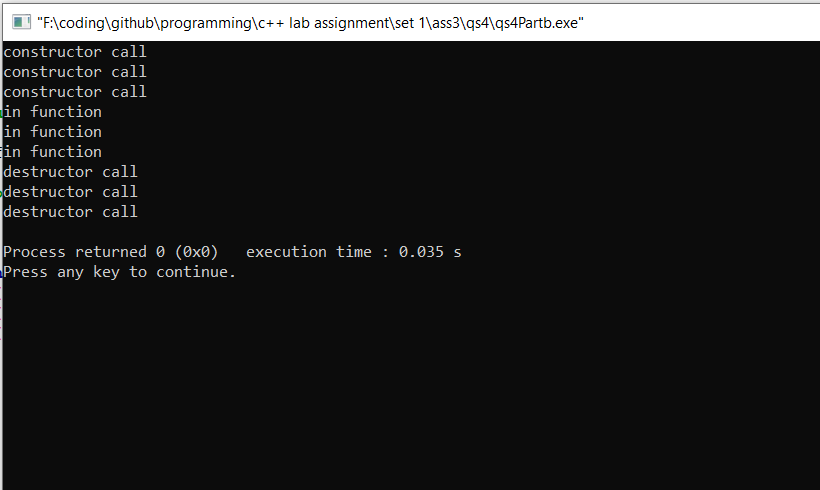 "F:\coding\github\programming\c++ lab assignment\set 1\ass3\qs4\qs4Partb.exe"
constructor call
constructor call
constructor call
in function
in function
in function
destructor call
destructor call
destructor call
Process returned 0 (0x0)   execution time : 0.035 s
Press any key to continue.